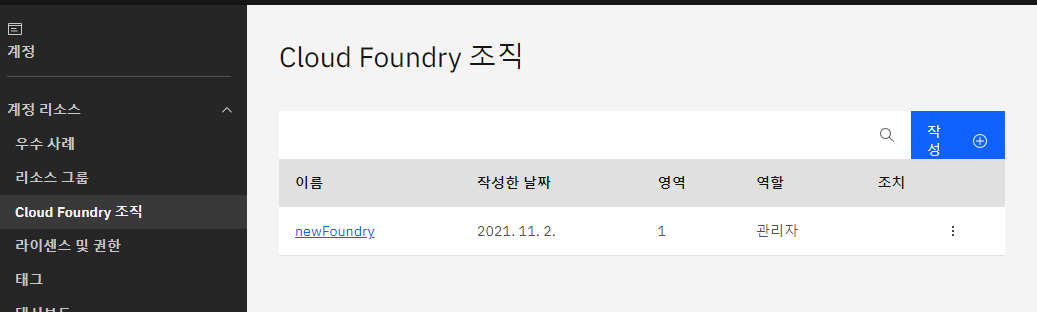 계정
계정 리소스
우수 사례
리소스 그룹
Cloud Foundry 조직
라이센스 및 권한
태그
Cloud Foundry 조직
작성
이름 작성한 날짜 영역 역할 조치
newFoundry 2021. 11. 2. 1 관리자